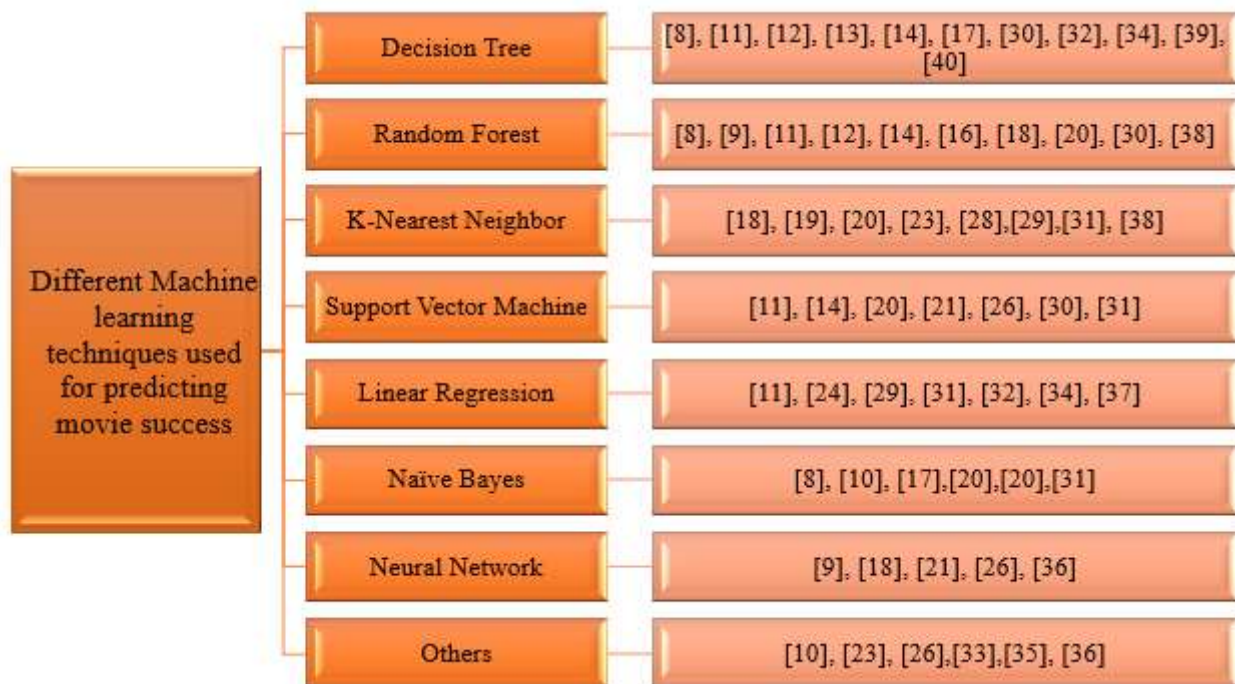 Different Machine
learning
techniques used
for predicting
movie success
Decision Tree
[8], [11], [12], [13], [14], [17], [30], [32], [34], [39],
[40]
Random Forest
[8], [9], [11], [12], [14], [16], [18], [20], [30], [38]
K-Nearest Neighbor
[18], [19], [20], [23], [28],[29],[31], [38]
Support Vector Machine
[11], [14], [20], [21], [26], [30], [31]
Linear Regression
[11], [24], [29], [31], [32], [34], [37]
Naïve Bayes
[8], [10], [17],[20],[20],[31]
Neural Network
[9], [18], [21], [26], [36]
Others
[10], [23], [26],[33],[35], [36]